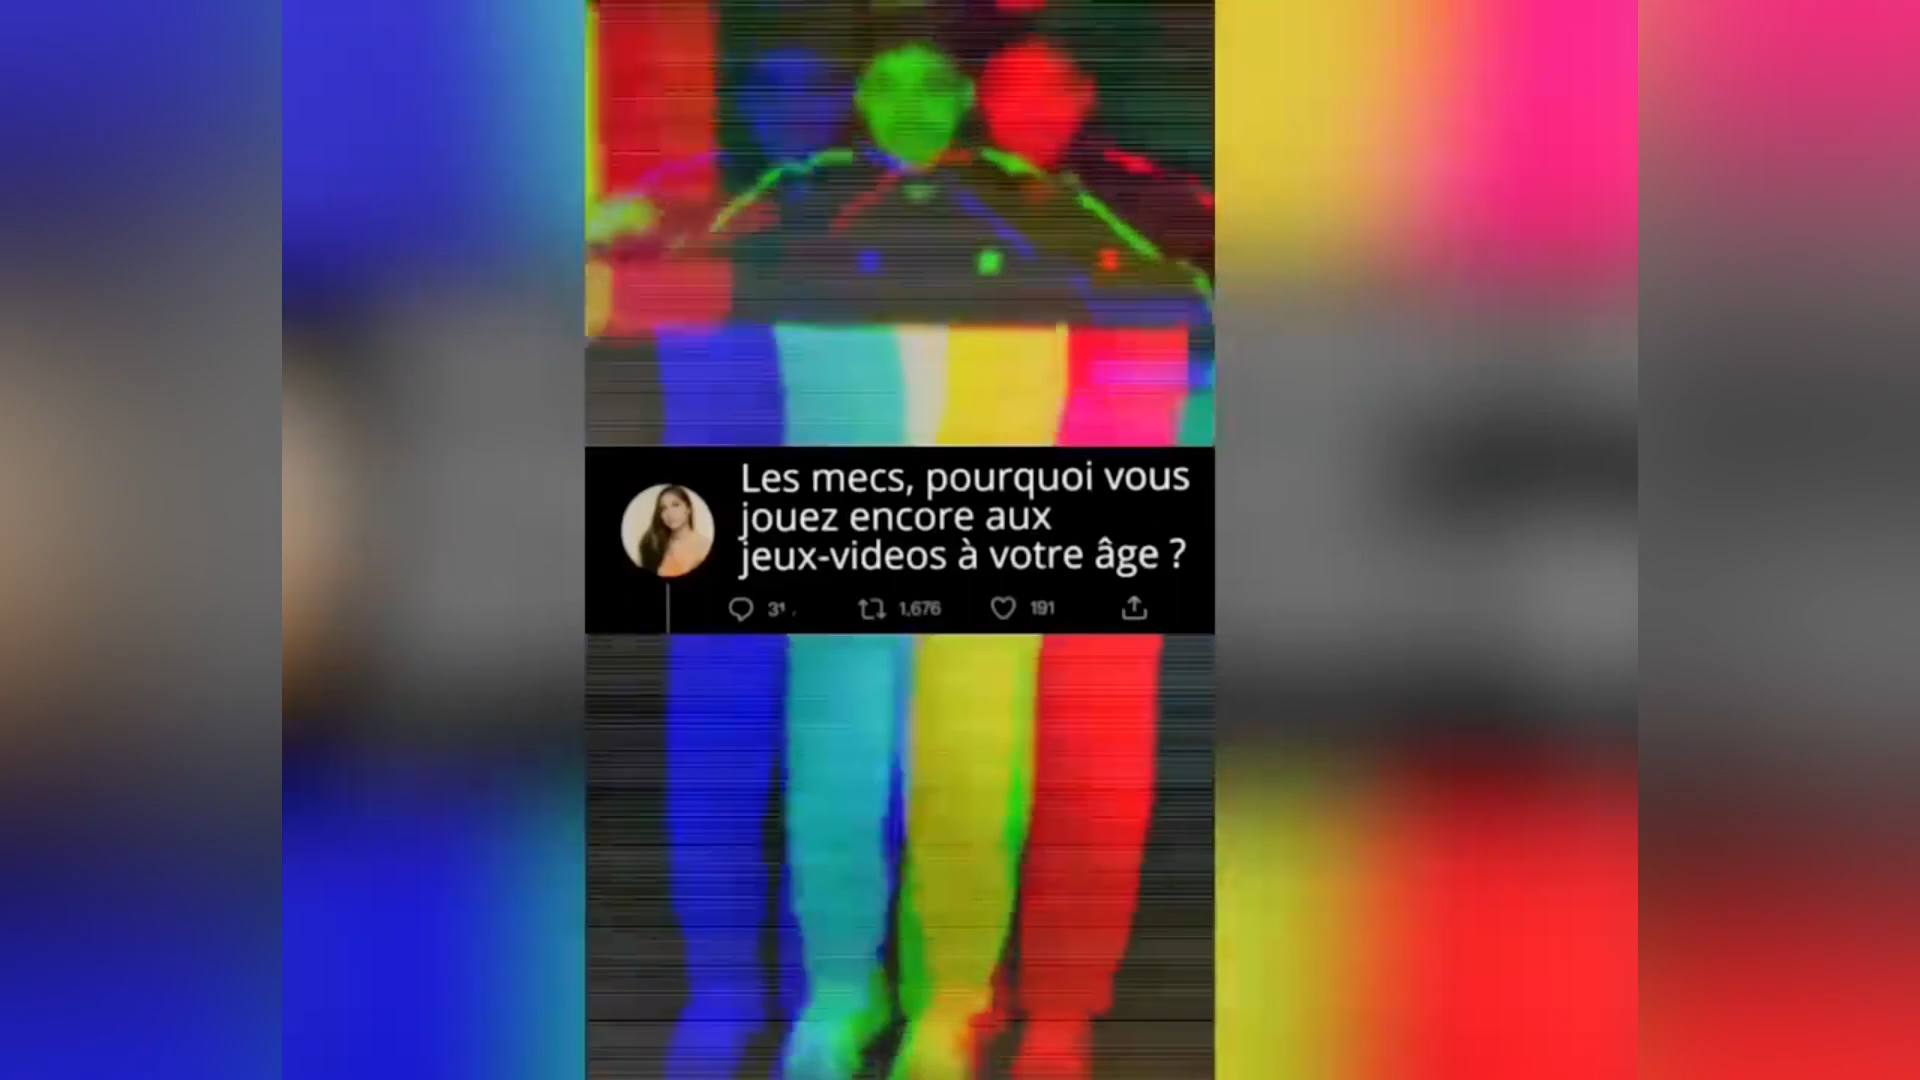 Les mecs, pourquoi vous
jouez encore aux
jeux-videos à votre âge ?
1,676 191